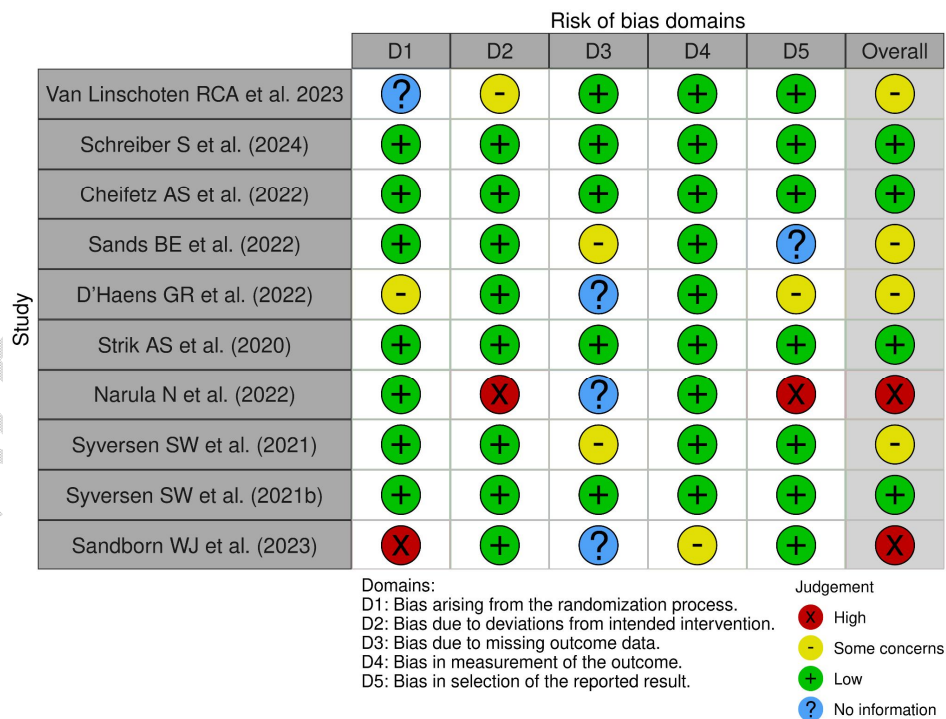 Risk of bias domains
D1 D2 D3 D4 D5 Overall
Study
Van Linschoten RCA et al. 2023 ? - + + + -
Schreiber S et al. (2024) + + + + + +
Cheifetz AS et al. (2022) + + + + + +
Sands BE et al. (2022) + + - + ? -
D'Haens GR et al. (2022) - + ? + - -
Strik AS et al. (2020) + + + + + +
Narula N et al. (2022) + X ? + X X
Syversen SW et al. (2021) + + - + + -
Syversen SW et al. (2021b) + + + + + +
Sandborn WJ et al. (2023) X + ? - + X
Domains:
D1: Bias arising from the randomization process.
D2: Bias due to deviations from intended intervention.
D3: Bias due to missing outcome data.
D4: Bias in measurement of the outcome.
D5: Bias in selection of the reported result.
Judgement
X High
- Some concerns
+ Low
? No information